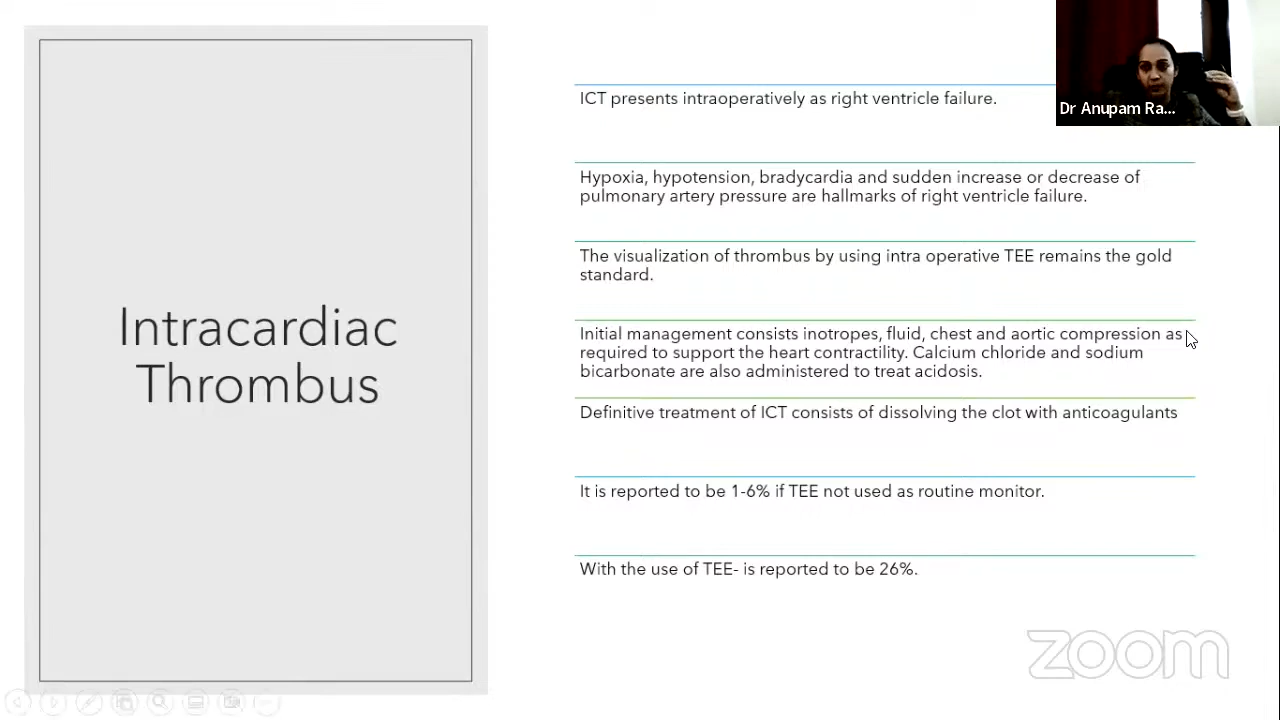 Intracardiac
Thrombus
ICT presents intraoperatively as right ventricle failure.
Hypoxia, hypotension, bradycardia and sudden increase or decrease of
pulmonary artery pressure are hallmarks of right ventricle failure.
The visualization of thrombus by using intra operative TEE remains the gold
standard.
Initial management consists inotropes, fluid, chest and aortic compression as
required to support the heart contractility. Calcium chloride and sodium
bicarbonate are also administered to treat acidosis.
Definitive treatment of ICT consists of dissolving the clot with anticoagulants
It is reported to be 1-6% if TEE not used as routine monitor.
With the use of TEE- is reported to be 26%.
Dr Anupam Ra...
zoom